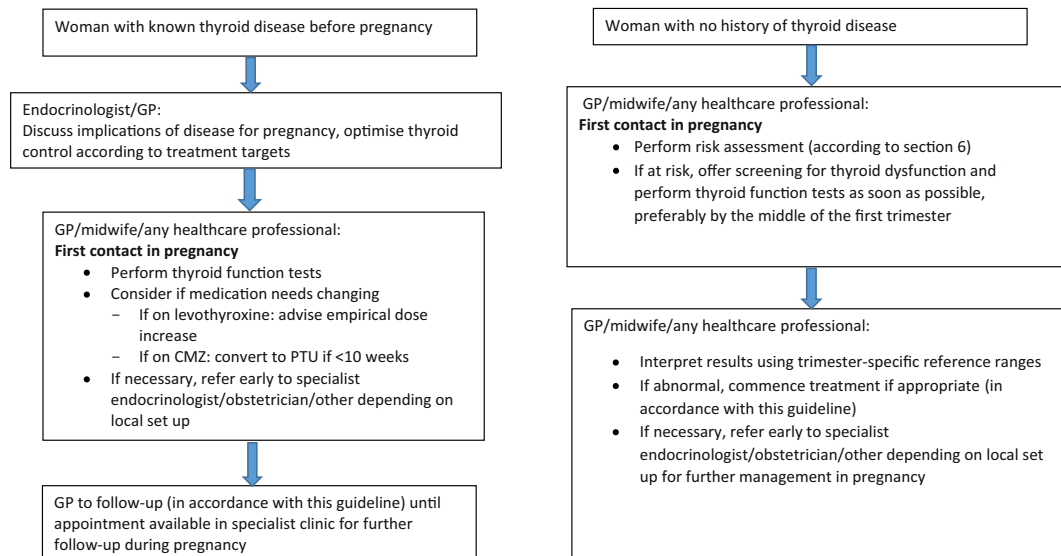 Woman with known thyroid disease before pregnancy
Endocrinologist/GP:
Discuss implications of disease for pregnancy, optimise thyroid
control according to treatment targets
GP/midwife/any healthcare professional:
First contact in pregnancy
• Perform thyroid function tests
• Consider if medication needs changing
− If on levothyroxine: advise empirical dose
increase
− If on CMZ: convert to PTU if <10 weeks
• If necessary, refer early to specialist
endocrinologist/obstetrician/other depending on
local set up
GP to follow-up (in accordance with this guideline) until
appointment available in specialist clinic for further
follow-up during pregnancy
Woman with no history of thyroid disease
GP/midwife/any healthcare professional:
First contact in pregnancy
• Perform risk assessment (according to section 6)
• If at risk, offer screening for thyroid dysfunction and
perform thyroid function tests as soon as possible,
preferably by the middle of the first trimester
GP/midwife/any healthcare professional:
• Interpret results using trimester-specific reference ranges
• If abnormal, commence treatment if appropriate (in
accordance with this guideline)
• If necessary, refer early to specialist
endocrinologist/obstetrician/other depending on local set
up for further management in pregnancy